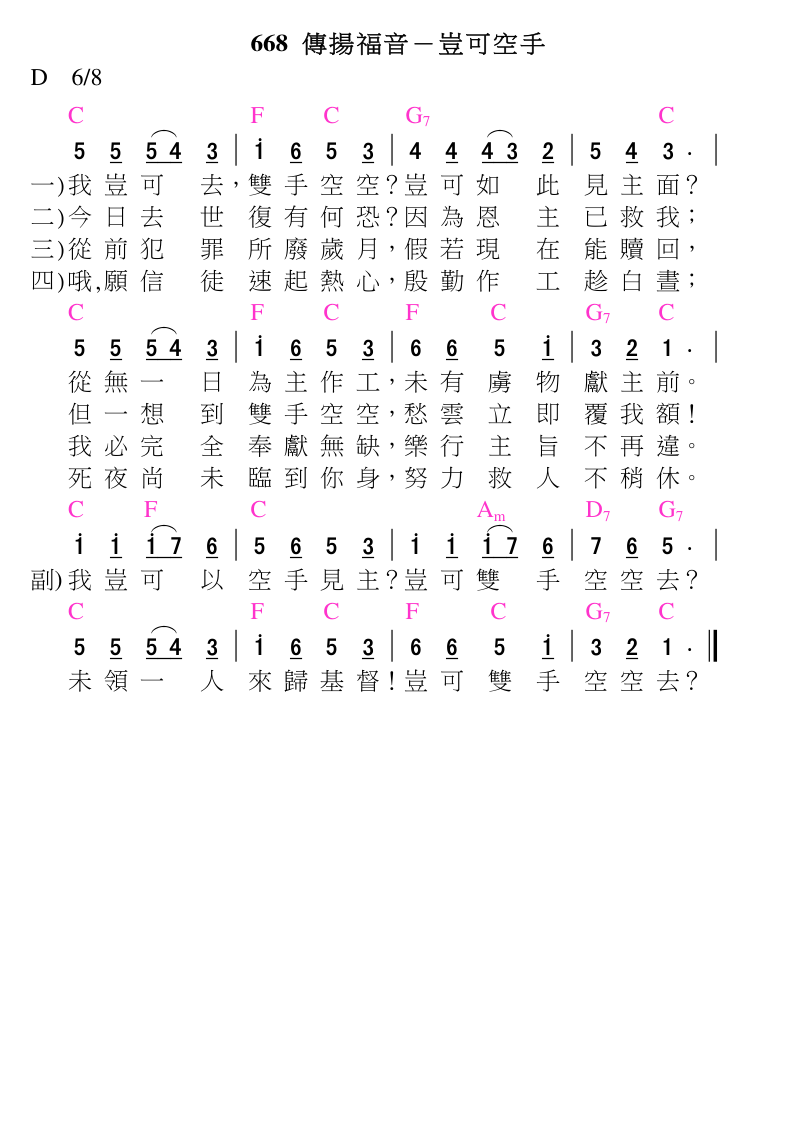 668 傳揚福音－豈可空手
D 6/8
C F C G7 C
5 5 5 4 3 | i 6 5 3 | 4 4 4 3 2 | 5 4 3 · |
一)我豈可去，雙手空空？豈可如此見主面？
二)今日去世復有何恐？因為恩主已救我；
三)從前犯罪所廢歲月，假若現在能贖回，
四)哦,願信徒速起熱心，殷勤作工趁白晝；
C F C F C G7 C
5 5 5 4 3 | i 6 5 3 | 6 6 5 i | 3 2 1 · |
從無一日為主作工，未有虜物獻主前。
但一想到雙手空空，愁雲立即覆我額！
我必完全奉獻無缺，樂行主旨不再違。
死夜尚未臨到你身，努力救人不稍休。
C F C Am D7 G7
i i i 7 6 | 5 6 5 3 | i i i 7 6 | 7 6 5 · |
副)我豈可以空手見主？豈可雙手空空去？
C F C F C G7 C
5 5 5 4 3 | i 6 5 3 | 6 6 5 i | 3 2 1 · ||
未領一人來歸基督！豈可雙手空空去？